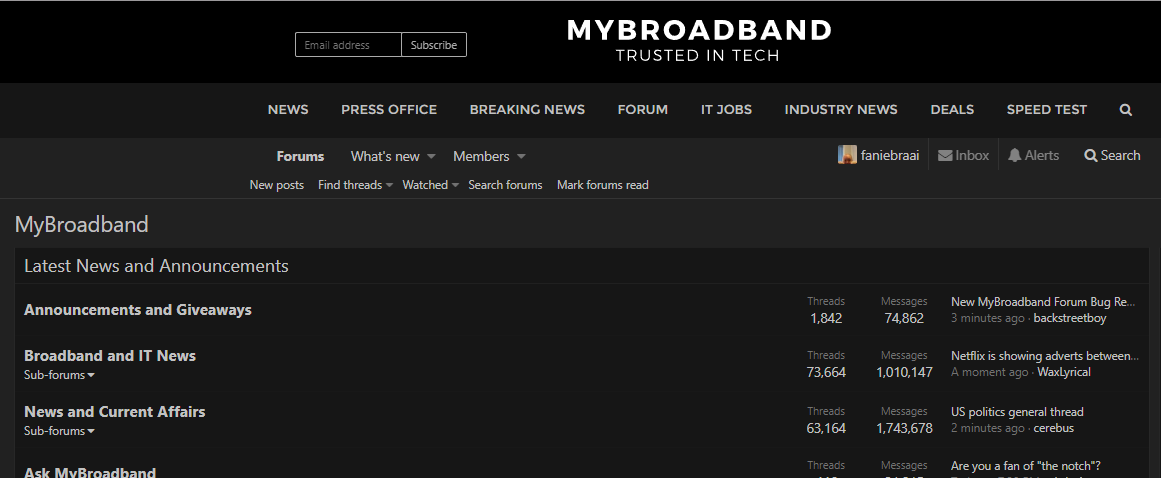 MYBROADBAND
TRUSTED IN TECH
Email address Subscribe
NEWS PRESS OFFICE BREAKING NEWS FORUM IT JOBS INDUSTRY NEWS DEALS SPEED TEST
Forums What's new Members faniebraai Inbox Alerts Search
New posts Find threads Watched Search forums Mark forums read
MyBroadband
Latest News and Announcements
Announcements and Giveaways
Threads Messages
1,842 74,862
New MyBroadband Forum Bug Re...
3 minutes ago · backstreetboy
Broadband and IT News
Sub-forums
Threads Messages
73,664 1,010,147
Netflix is showing adverts between...
A moment ago · WaxLyrical
News and Current Affairs
Sub-forums
Threads Messages
63,164 1,743,678
US politics general thread
2 minutes ago · cerebus
Ask MyBroadband
Threads Messages
Are you a fan of "the notch"?